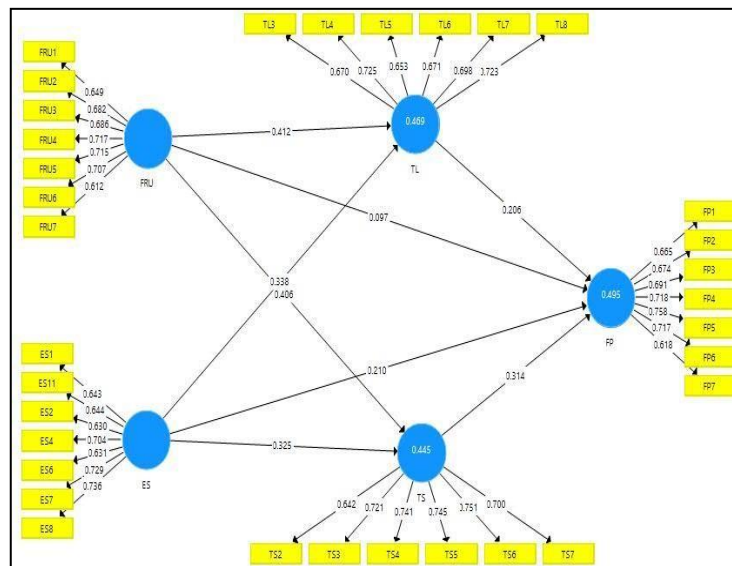 TL3 TL4 TL5 TL6 TL7 TL8
0.670 0.725 0.653 0.671 0.698 0.723
0.469
TL
FRU1
FRU2
FRU3
FRU4
FRU5
FRU6
FRU7
0.649
0.682
0.686
0.717
0.715
0.707
0.612
FRU
0.412
0.097
0.206
0.338
0.406
0.210
0.314
0.325
FP1
FP2
FP3
FP4
FP5
FP6
FP7
0.665
0.674
0.691
0.718
0.758
0.717
0.618
0.495
FP
ES1
ES11
ES2
ES4
ES6
ES7
ES8
0.643
0.644
0.630
0.704
0.631
0.729
0.736
ES
0.445
TS
0.642 0.721 0.741 0.745 0.751 0.700
TS2 TS3 TS4 TS5 TS6 TS7